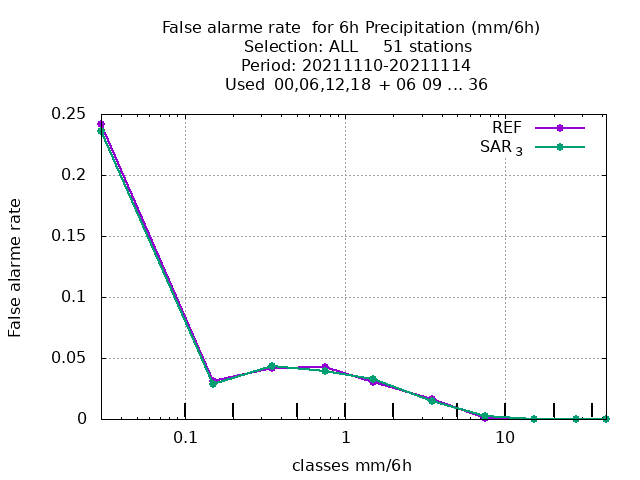 False alarme rate  for 6h Precipitation (mm/6h)
Selection: ALL     51 stations
Period: 20211110-20211114
Used  00,06,12,18 + 06 09 ... 36
0.25
REF
SAR 3
0.2
0.15
0.1
0.05
0
False alarme rate
0.1
1
10
classes mm/6h